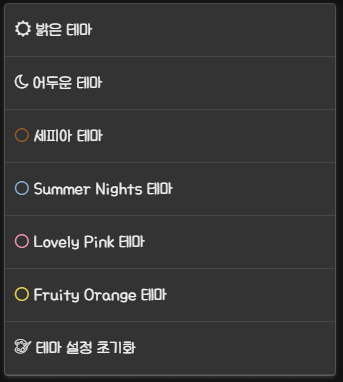 밝은 테마
어두운 테마
세피아 테마
Summer Nights 테마
Lovely Pink 테마
Fruity Orange 테마
테마 설정 초기화